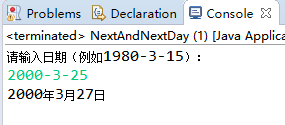 Problems Declaration Console
<terminated> NextAndNextDay (1) [Java Applica
请输入日期（例如1980-3-15）：
2000-3-25
2000年3月27日